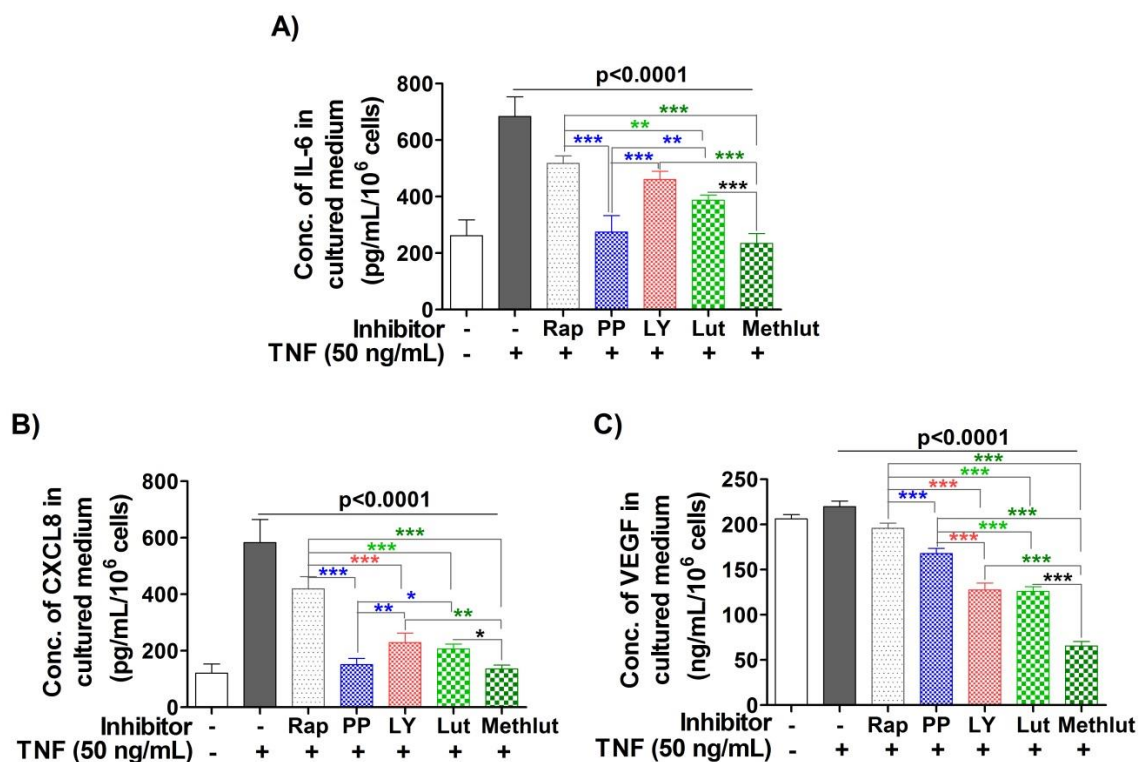 A)
p<0.0001
Conc. of IL-6 in
cultured medium
(pg/mL/10⁶ cells)
800
600
400
200
0
***
**
*** **
*** ***
***
Inhibitor - - Rap PP LY Lut Methlut
TNF (50 ng/mL) - + + + + + +
B)
p<0.0001
Conc. of CXCL8 in
cultured medium
(pg/mL/10⁶ cells)
800
600
400
200
0
***
***
***
***
*
** **
*
Inhibitor - - Rap PP LY Lut Methlut
TNF (50 ng/mL) - + + + + + +
C)
p<0.0001
Conc. of VEGF in
cultured medium
(ng/mL/10⁶ cells)
250
200
150
100
50
0
***
***
***
*** ***
***
*** ***
***
Inhibitor - - Rap PP LY Lut Methlut
TNF (50 ng/mL) - + + + + + +